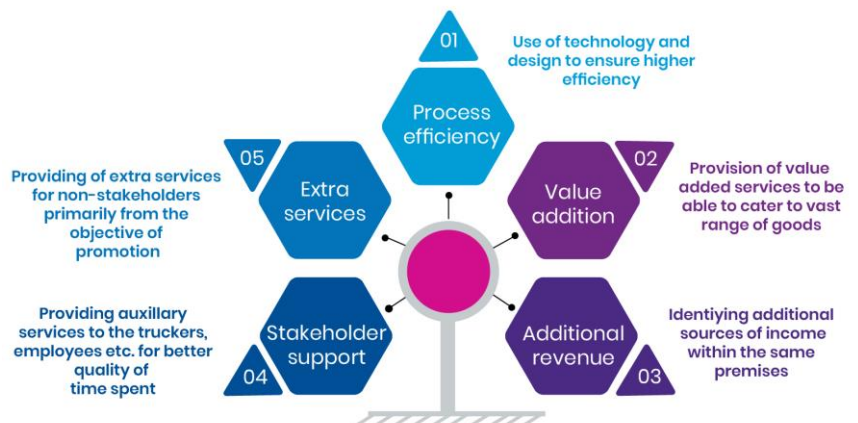 01
Process
efficiency
Use of technology and
design to ensure higher
efficiency
02
Value
addition
Provision of value
added services to be
able to cater to vast
range of goods
03
Additional
revenue
Identiying additional
sources of income
within the same
premises
04
Stakeholder
support
Providing auxillary
services to the truckers,
employees etc. for better
quality of
time spent
05
Extra
services
Providing of extra services
for non-stakeholders
primarily from the
objective of
promotion